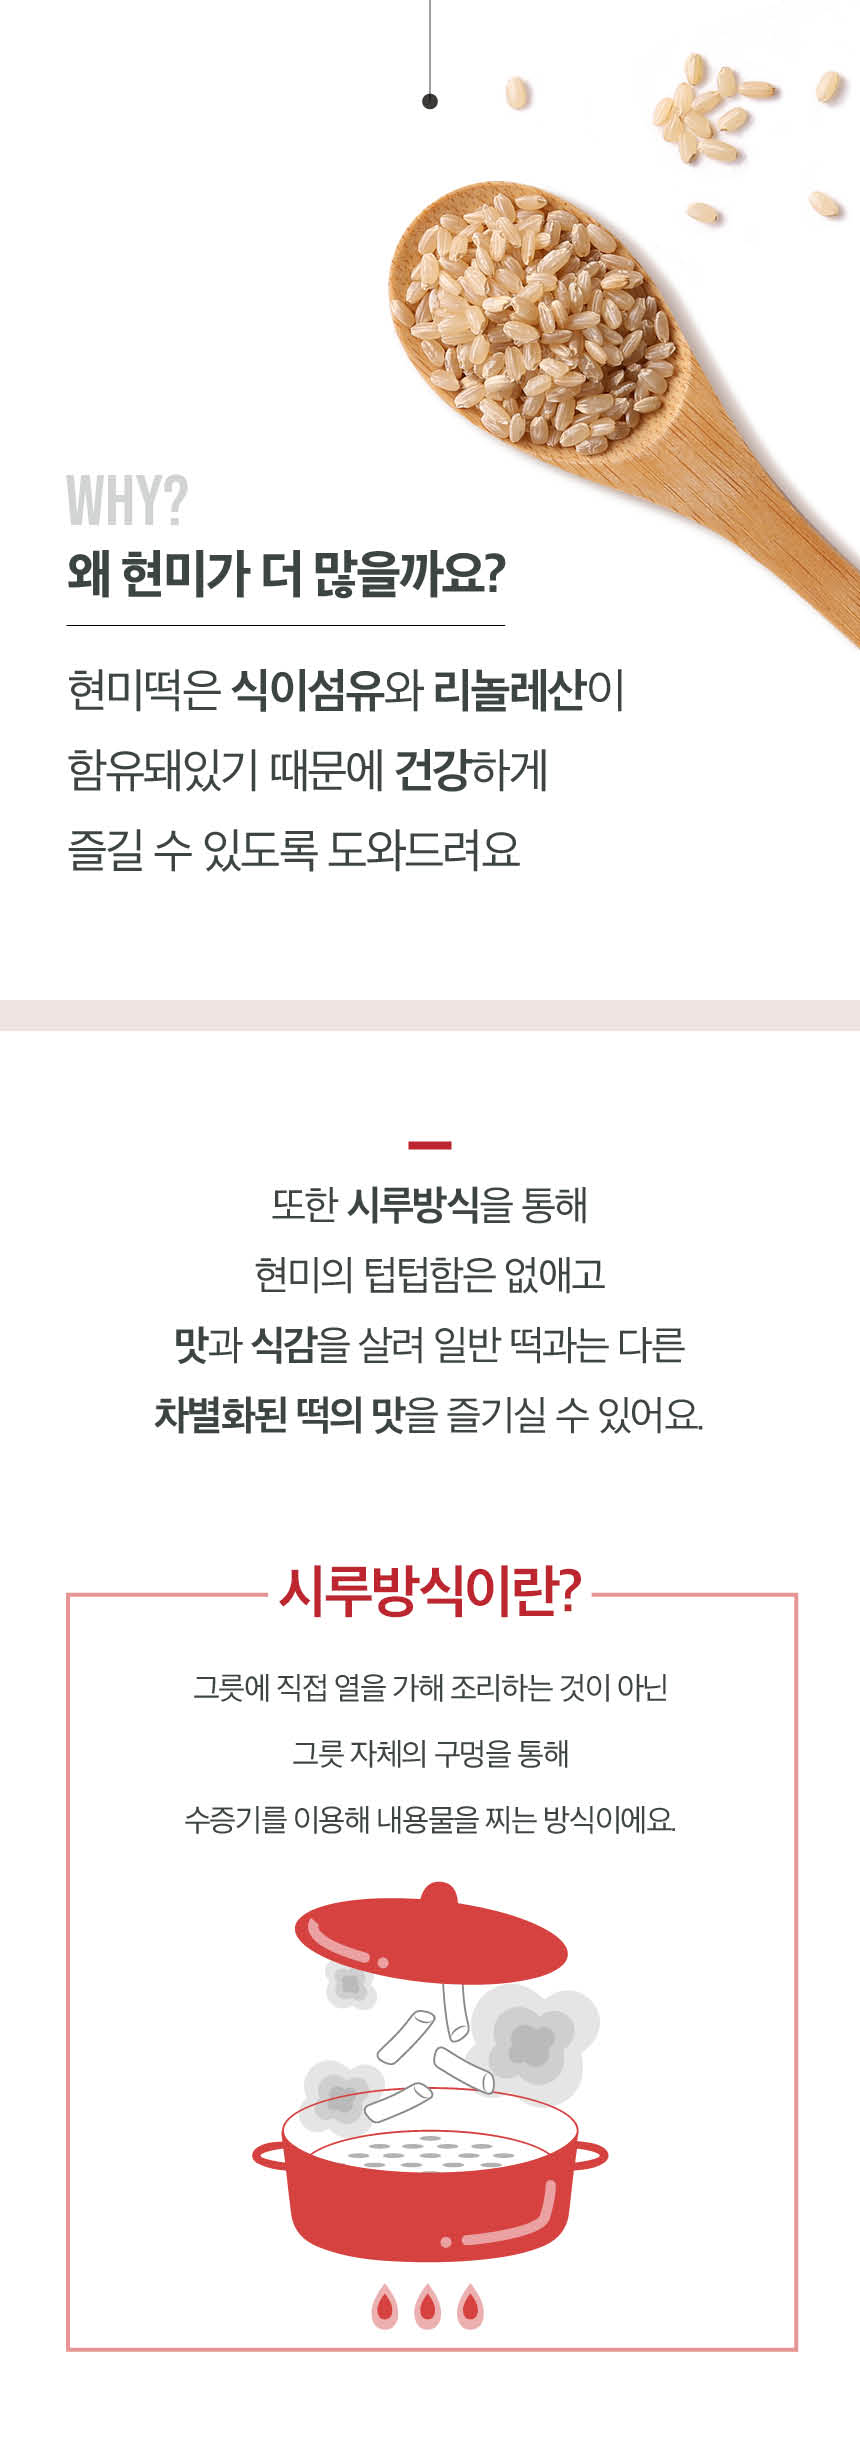 WHY?
왜 현미가 더 많을까요?
현미떡은 식이섬유와 리놀레산이
함유돼있기 때문에 건강하게
즐길 수 있도록 도와드려요
또한 시루방식을 통해
현미의 텁텁함은 없애고
맛과 식감을 살려 일반 떡과는 다른
차별화된 떡의 맛을 즐기실 수 있어요.
시루방식이란?
그릇에 직접 열을 가해 조리하는 것이 아닌
그릇 자체의 구멍을 통해
수증기를 이용해 내용물을 찌는 방식이에요.